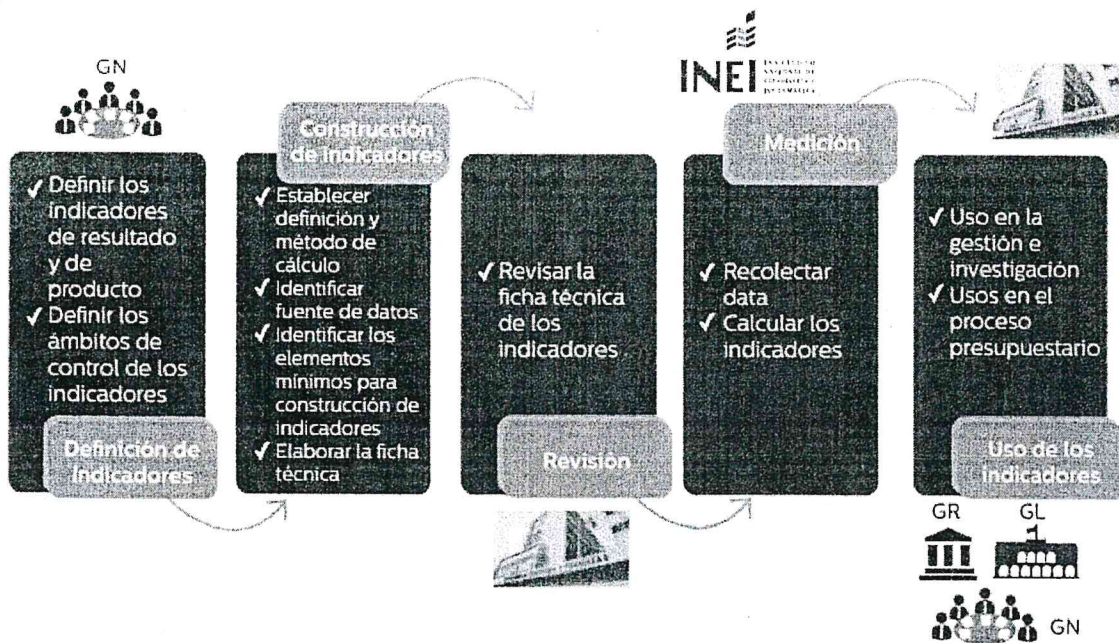 GN
Definir los
indicadores
de resultado
y de
producto
Definir los
ámbitos de
control de los
indicadores
Definición de
Indicadores
Construcción
de Indicadores
Establecer
definición y
método de
cálculo
Identificar
fuente de datos
Identificar los
elementos
mínimos para
construcción de
indicadores
Elaborar la ficha
técnica
Revisar la
ficha técnica
de los
indicadores
Revisión
INEI
Medición
Recolectar
data
Calcular los
indicadores
Uso en la
gestión e
investigación
Usos en el
proceso
presupuestario
Uso de los
Indicadores
GR
GL
GN